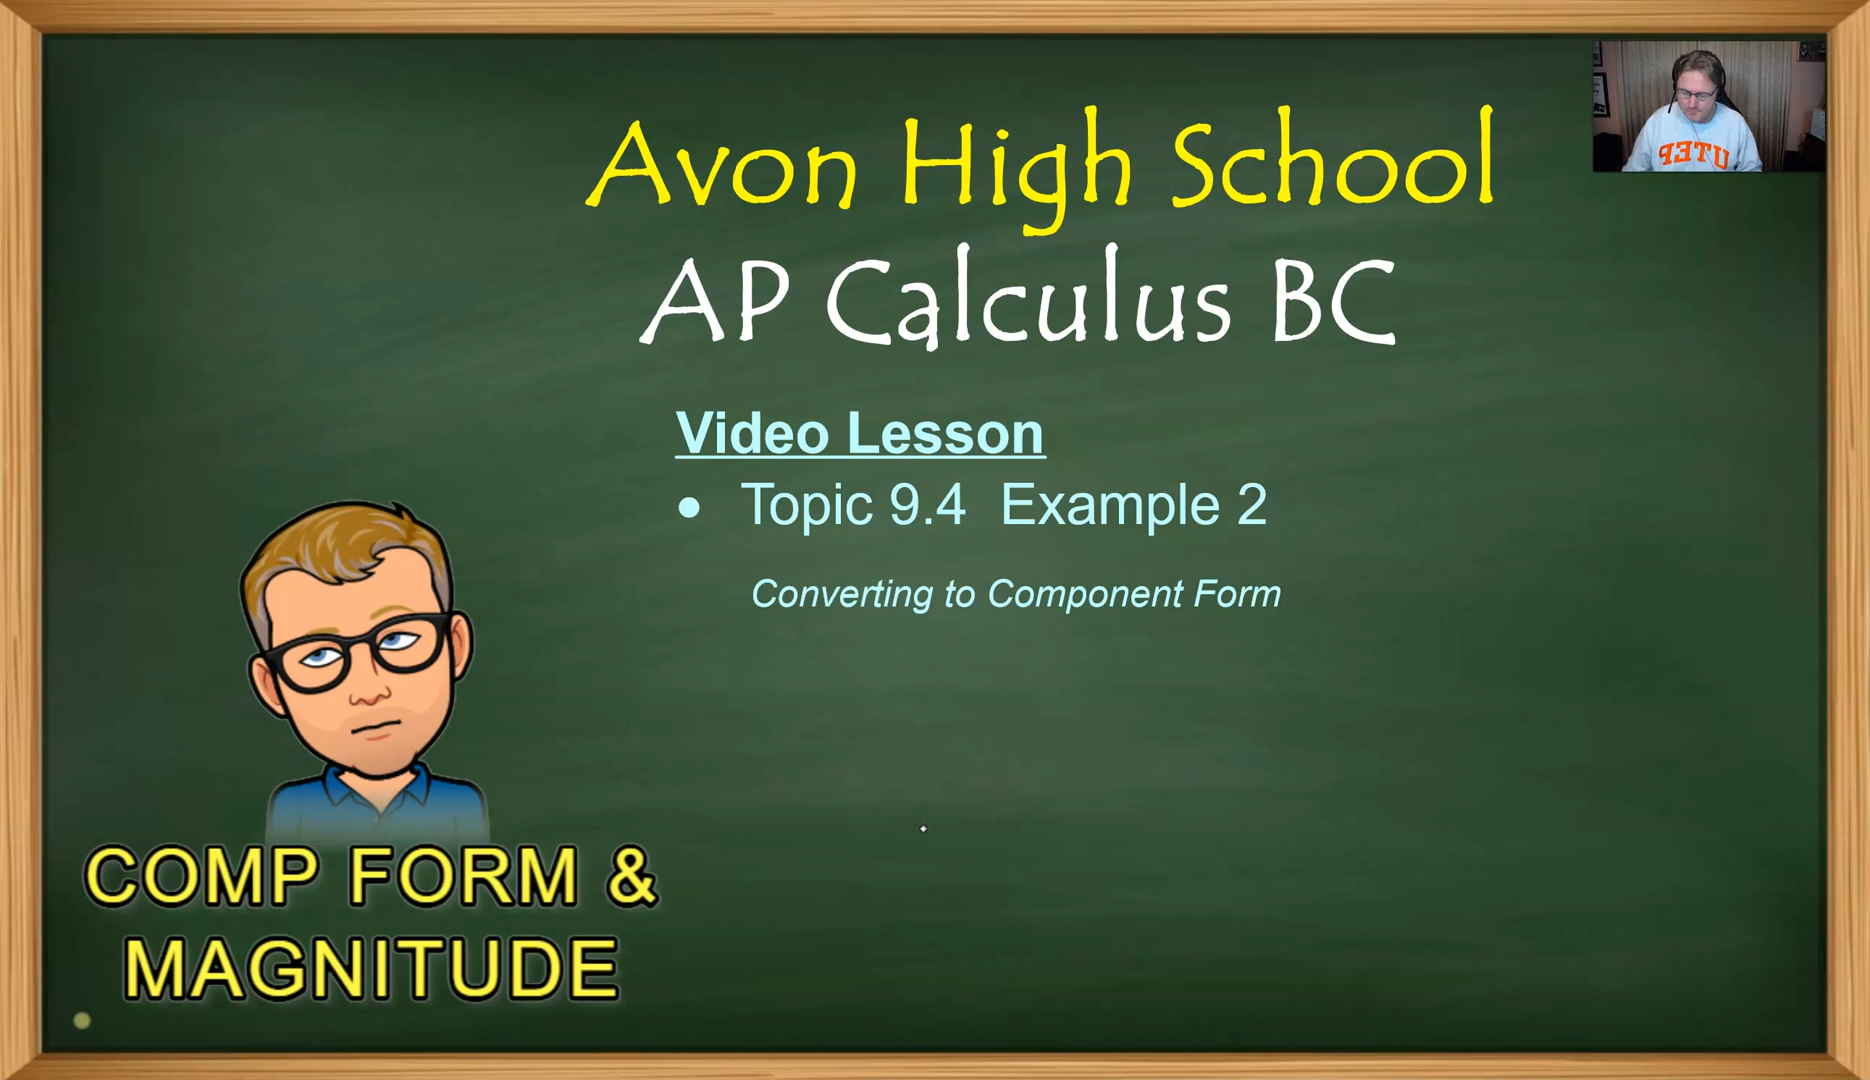 Avon High School
AP Calculus BC
Video Lesson
• Topic 9.4 Example 2
Converting to Component Form
UTEP
COMP FORM &
MAGNITUDE